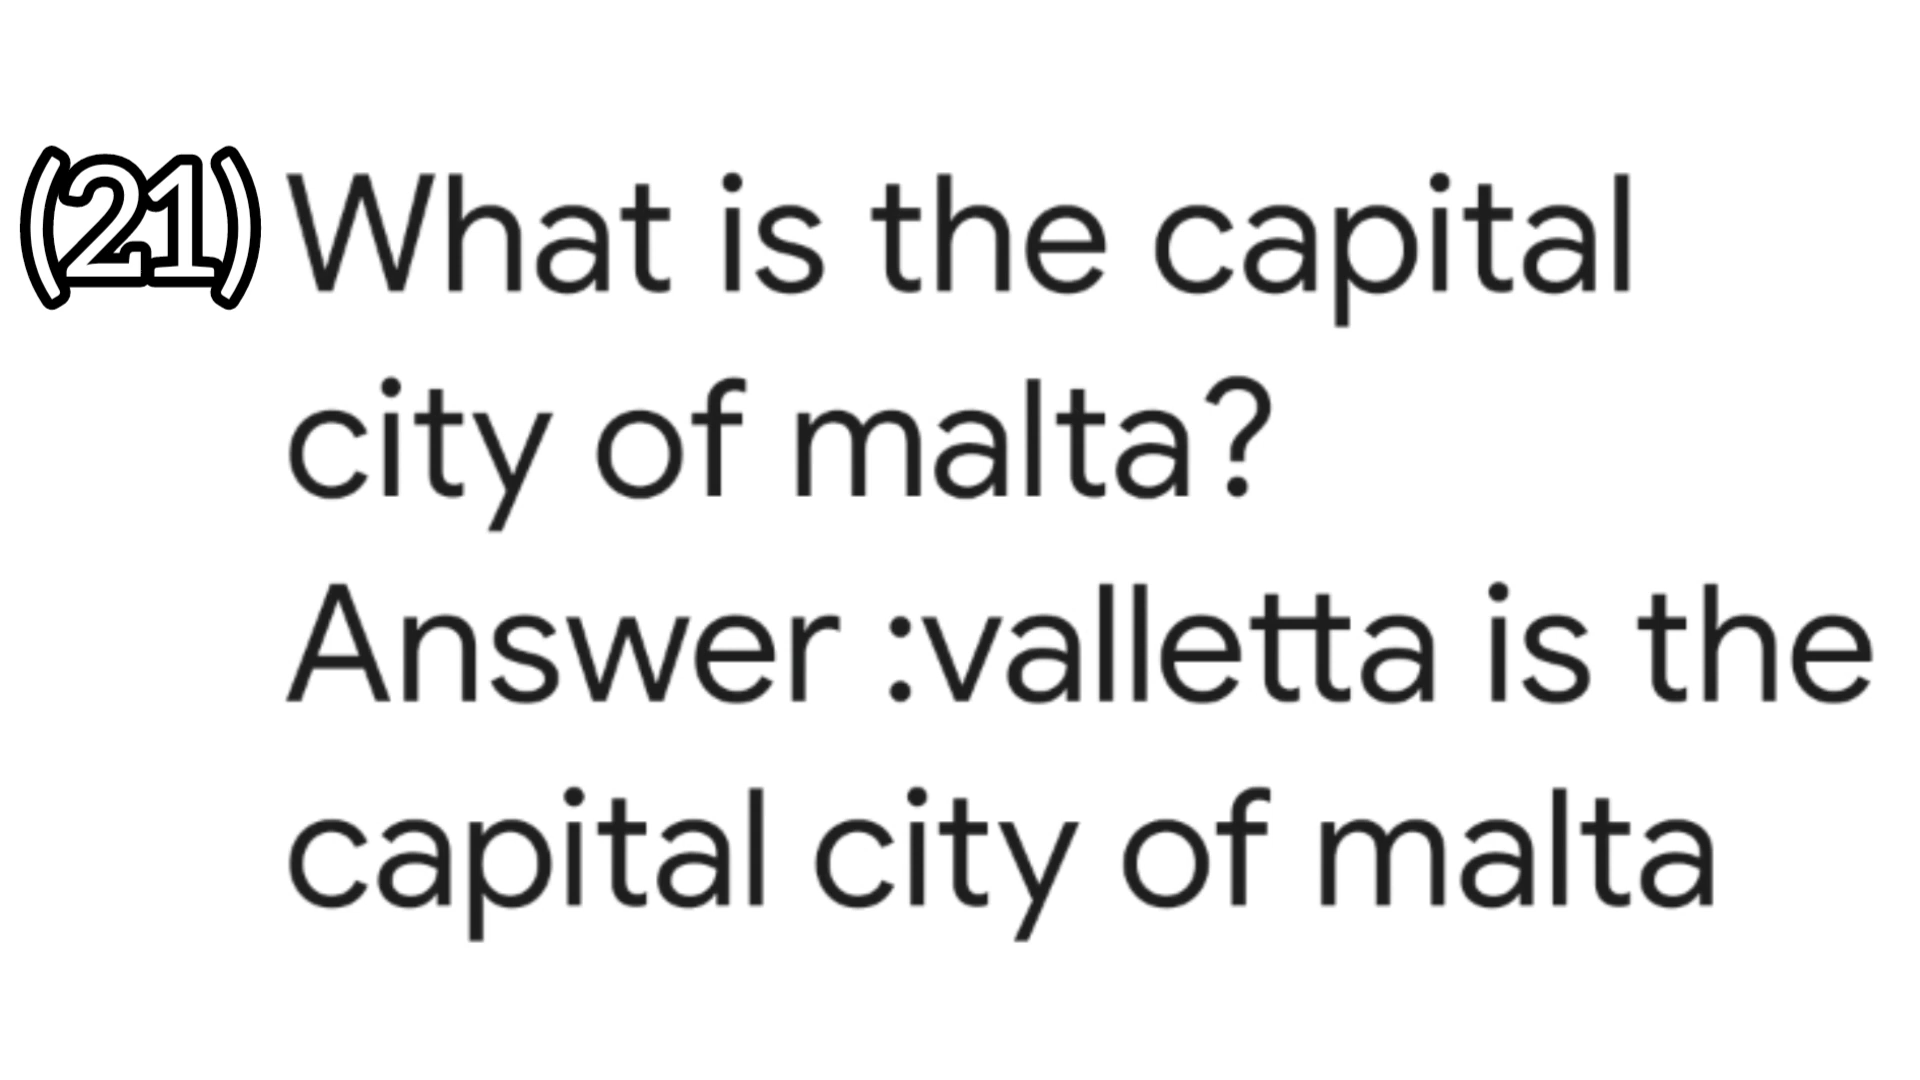 (21) What is the capital
city of malta?
Answer :valletta is the
capital city of malta